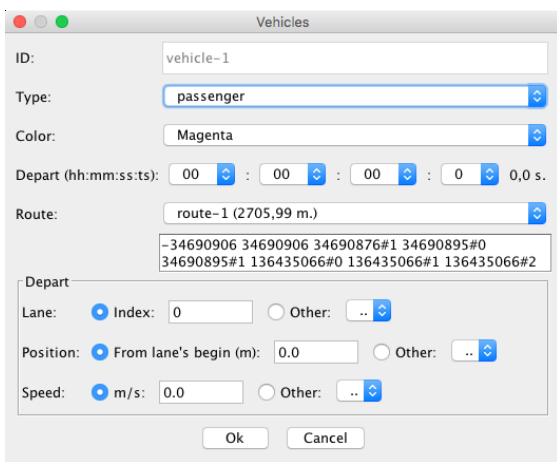 Vehicles
ID: vehicle-1
Type: passenger
Color: Magenta
Depart (hh:mm:ss:ts): 00 : 00 : 00 : 0 0,0 s.
Route: route-1 (2705,99 m.)
-34690906 34690906 34690876#1 34690895#0
34690895#1 136435066#0 136435066#1 136435066#2
Depart
Lane: Index: 0 Other: ..
Position: From lane's begin (m): 0.0 Other: ..
Speed: m/s: 0.0 Other: ..
Ok Cancel